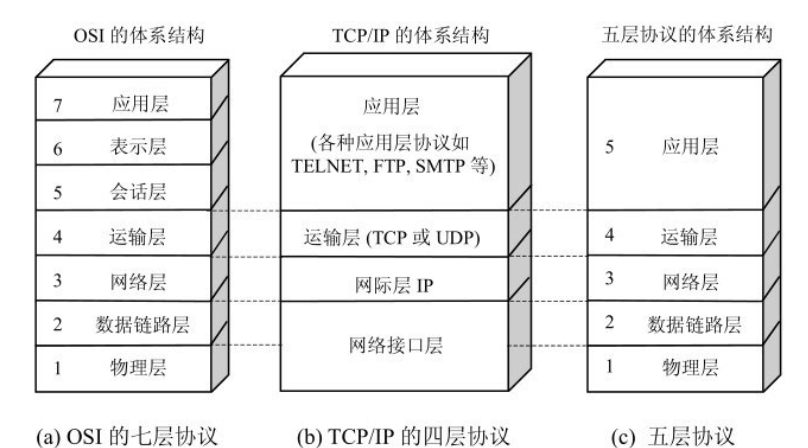 OSI 的体系结构
TCP/IP 的体系结构
五层协议的体系结构
7 应用层
6 表示层
5 会话层
4 运输层
3 网络层
2 数据链路层
1 物理层
应用层
(各种应用层协议如
TELNET, FTP, SMTP 等)
运输层 (TCP 或 UDP)
网际层 IP
网络接口层
5 应用层
4 运输层
3 网络层
2 数据链路层
1 物理层
(a) OSI 的七层协议
(b) TCP/IP 的四层协议
(c) 五层协议